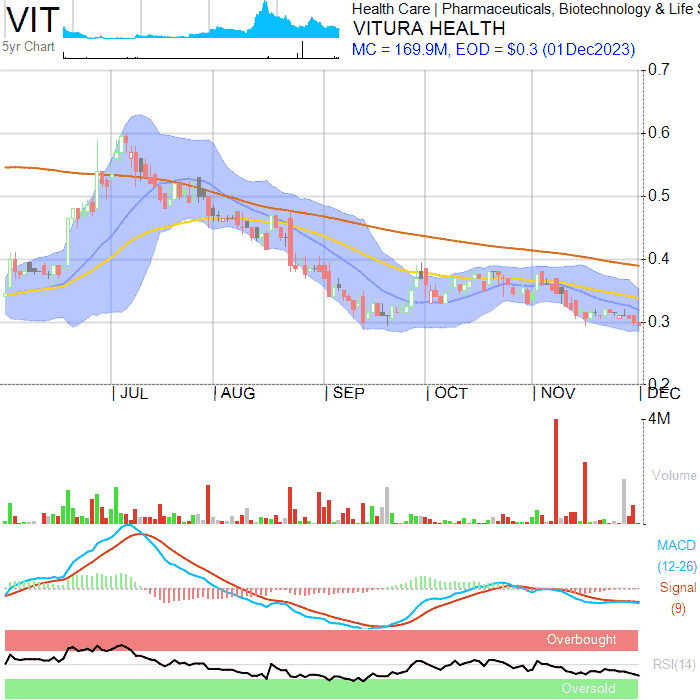 VIT
5yr Chart
Health Care | Pharmaceuticals, Biotechnology & Life
VITURA HEALTH
MC = 169.9M, EOD = $0.3 (01Dec2023)
0.7
0.6
0.5
0.4
0.3
0.2
JUL
AUG
SEP
OCT
NOV
DEC
4M
Volume
MACD
(12-26)
Signal
(9)
Overbought
RSI(14)
Oversold